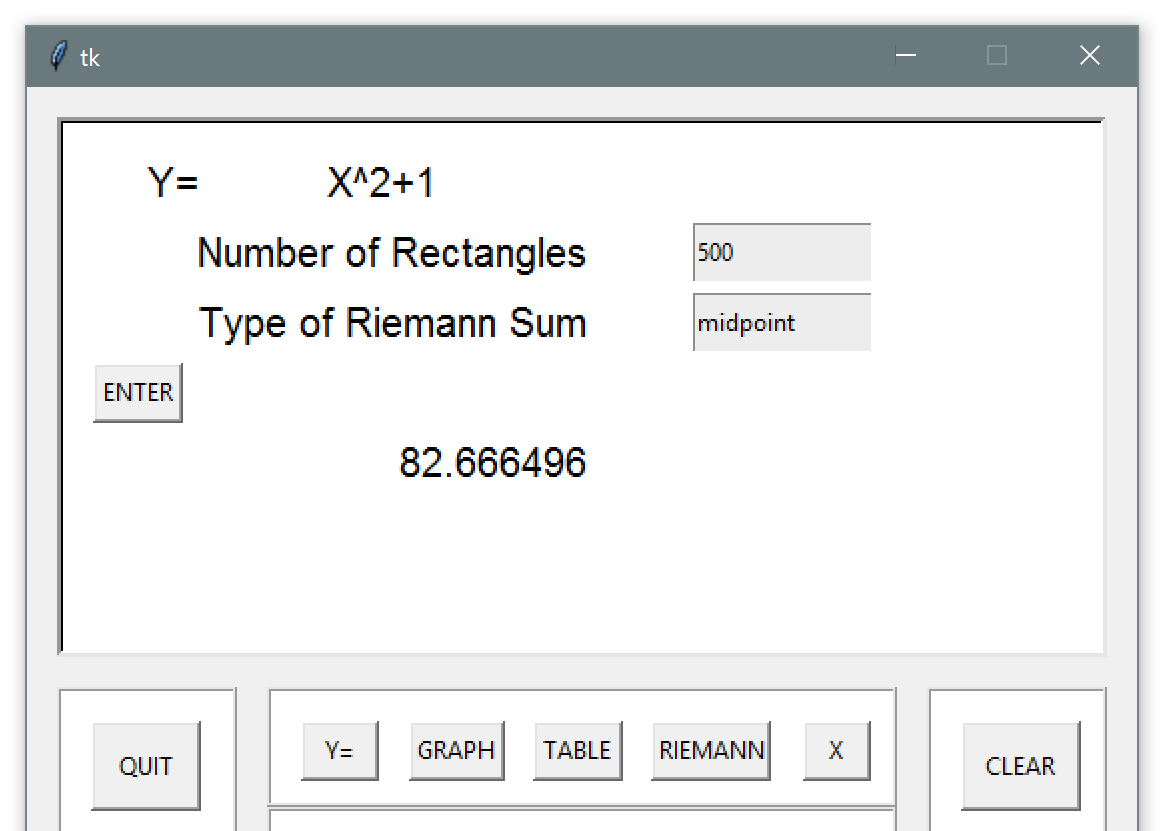 tk
Y= X^2+1
Number of Rectangles 500
Type of Riemann Sum midpoint
ENTER
82.666496
QUIT Y= GRAPH TABLE RIEMANN X CLEAR